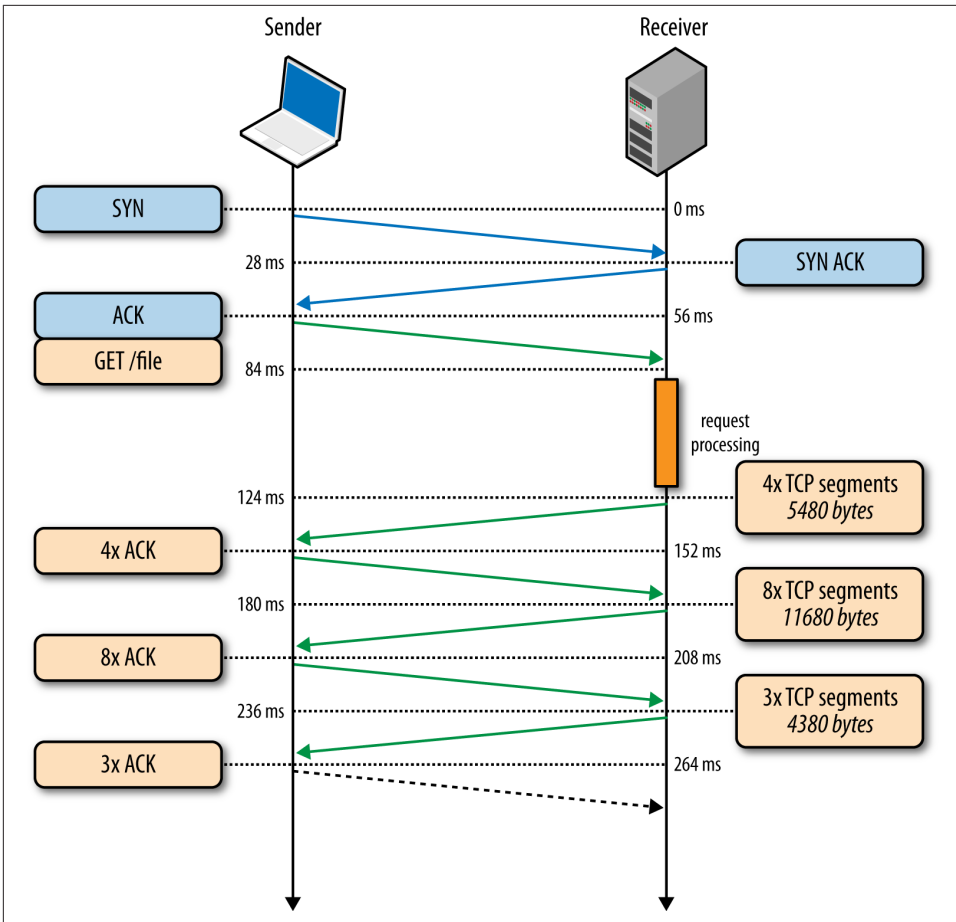 Sender
Receiver
SYN
0 ms
28 ms
SYN ACK
ACK
56 ms
GET /file
84 ms
request
processing
124 ms
4x TCP segments
5480 bytes
4x ACK
152 ms
180 ms
8x TCP segments
11680 bytes
8x ACK
208 ms
236 ms
3x TCP segments
4380 bytes
3x ACK
264 ms